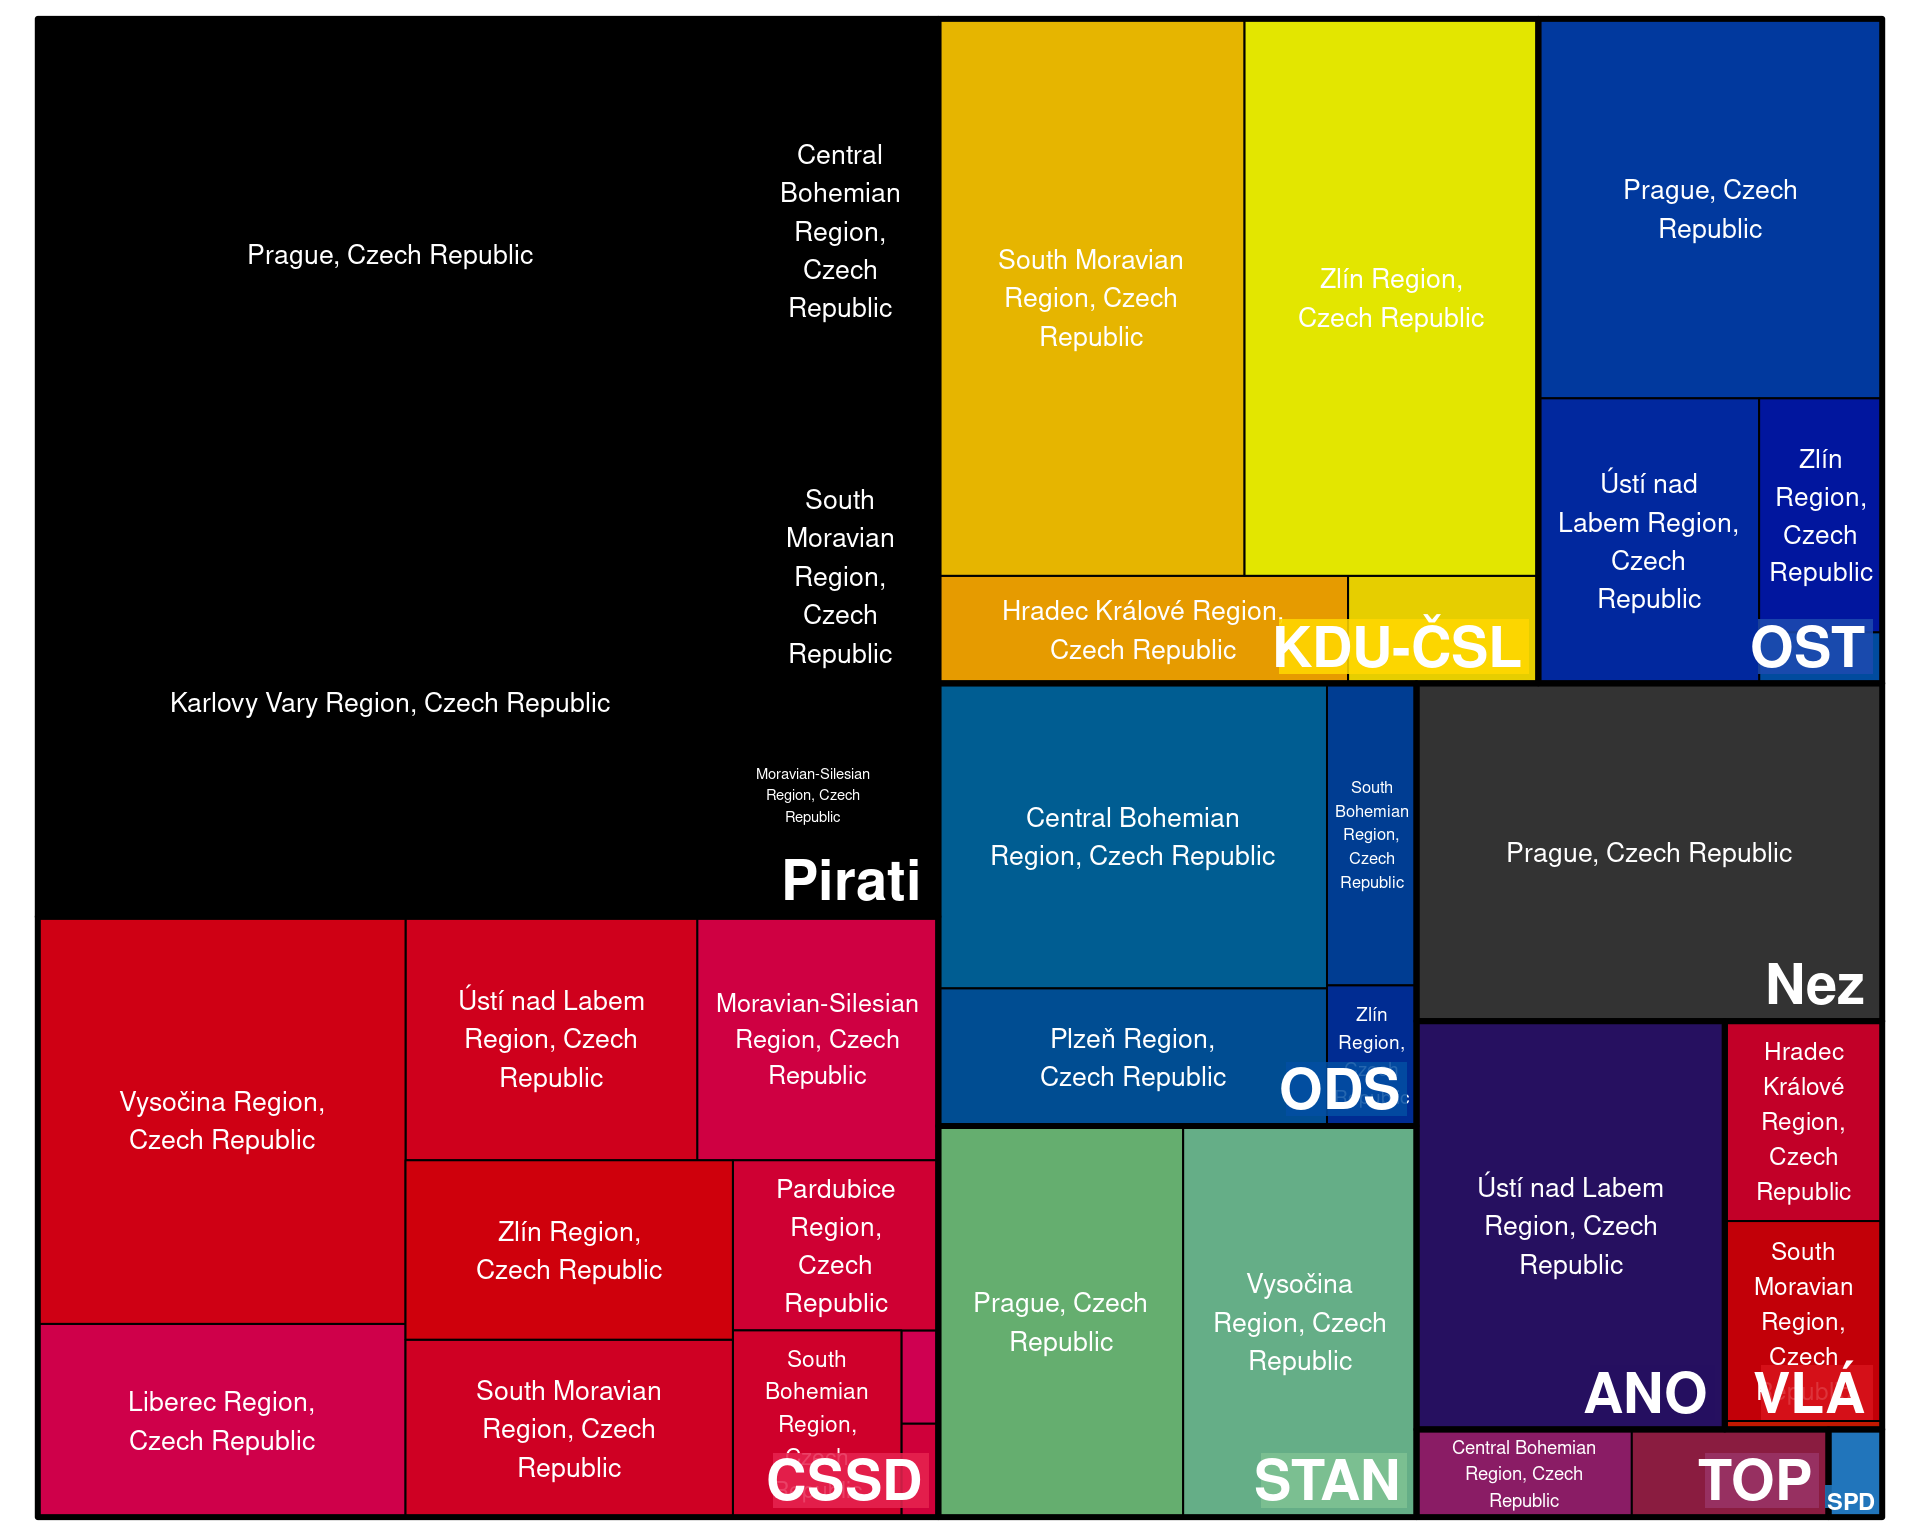 Prague, Czech Republic
Central
Bohemian
Region,
Czech
Republic
South
Moravian
Region,
Czech
Republic
Karlovy Vary Region, Czech Republic
Moravian-Silesian
Region, Czech
Republic
Pirati
South Moravian
Region, Czech
Republic
Zlín Region,
Czech Republic
Hradec Králové Region,
Czech Republic
KDU-ČSL
Prague, Czech
Republic
Ústí nad
Labem Region,
Czech
Republic
Zlín
Region,
Czech
Republic
OST
Central Bohemian
Region, Czech Republic
South
Bohemian
Region,
Czech
Republic
Plzeň Region,
Czech Republic
Zlín
Region,
Czech
Republic
ODS
Prague, Czech Republic
Nez
Vysočina Region,
Czech Republic
Ústí nad Labem
Region, Czech
Republic
Moravian-Silesian
Region, Czech
Republic
Zlín Region,
Czech Republic
Pardubice
Region,
Czech
Republic
Liberec Region,
Czech Republic
South Moravian
Region, Czech
Republic
South
Bohemian
Region,
Czech
Republic
CSSD
Prague, Czech
Republic
Vysočina
Region, Czech
Republic
STAN
Ústí nad Labem
Region, Czech
Republic
ANO
Hradec
Králové
Region,
Czech
Republic
South
Moravian
Region,
Czech
Republic
VLÁ
Central Bohemian
Region, Czech
Republic
TOP
SPD